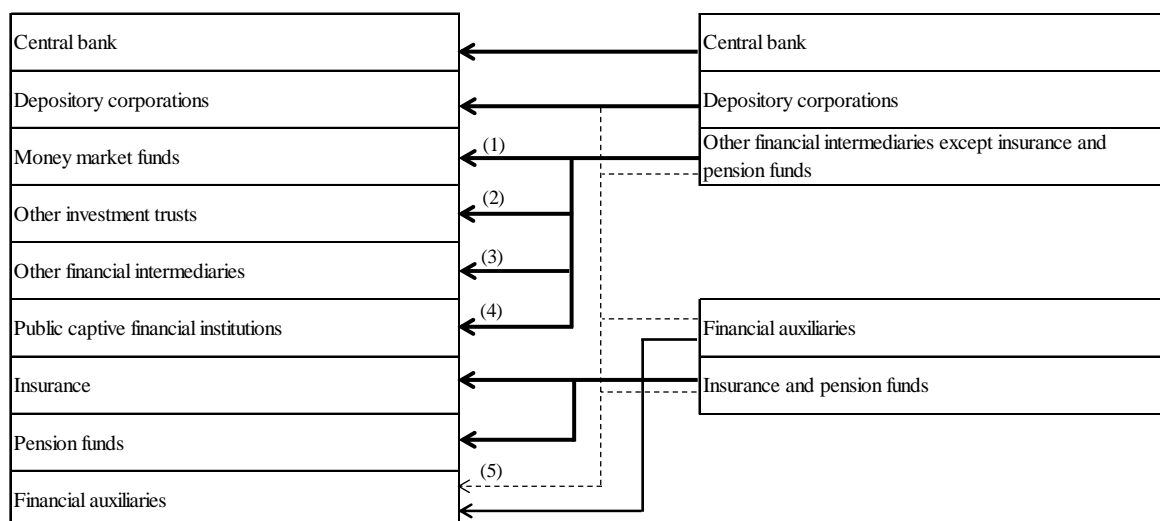 Central bank
Central bank
Depository corporations
Depository corporations
Money market funds
(1)
Other financial intermediaries except insurance and
pension funds
Other investment trusts
(2)
Other financial intermediaries
(3)
Public captive financial institutions
(4)
Financial auxiliaries
Insurance
Insurance and pension funds
Pension funds
(5)
Financial auxiliaries